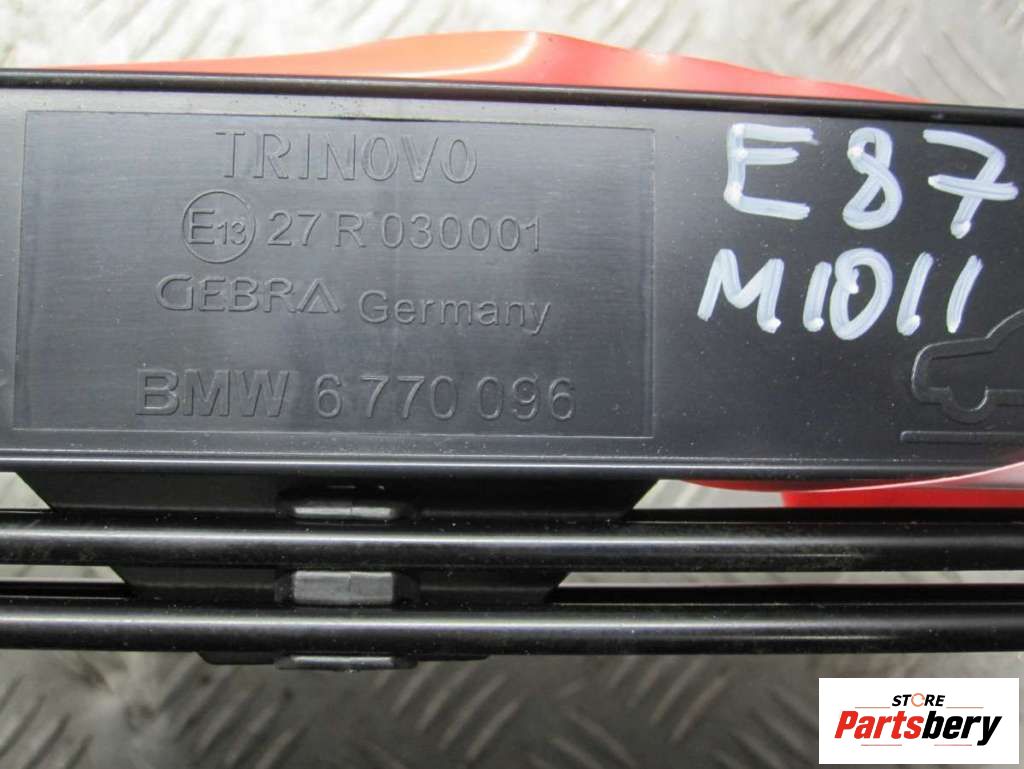 TRINOVO
E13 27 R 030001
GEBRA Germany
BMW 6 770 096
E87
M1011
STORE
Partsbery